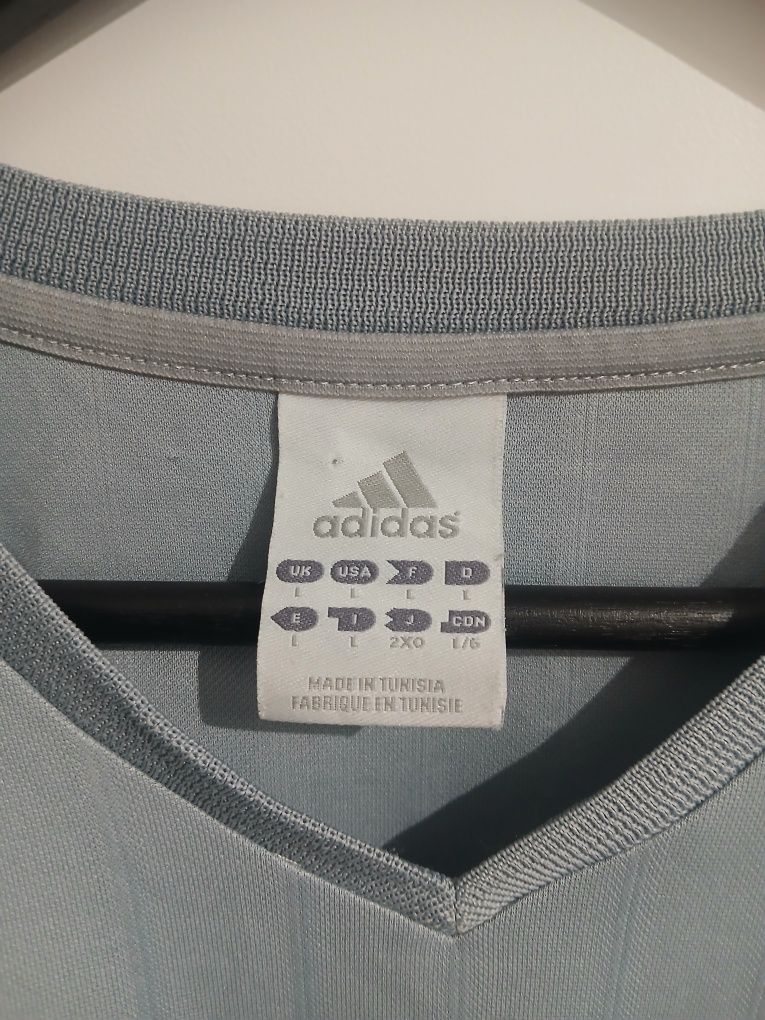 adidas
UK USA F D
L L L L
E I J CDN
L L 2XO L/G
MADE IN TUNISIA
FABRIQUE EN TUNISIE